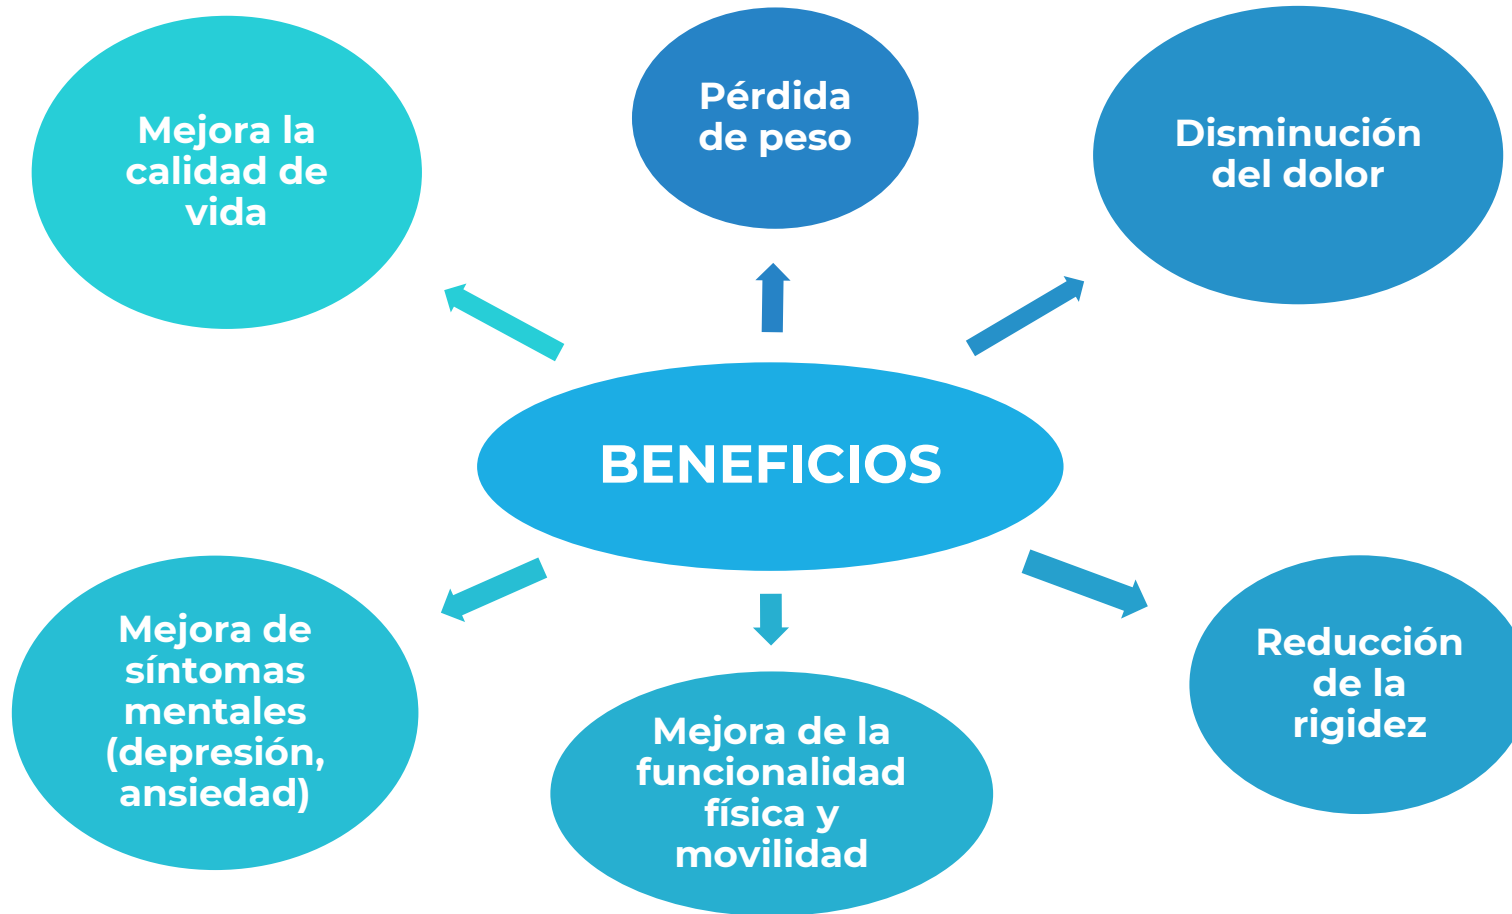 Mejora la
calidad de
vida
Pérdida
de peso
Disminución
del dolor
BENEFICIOS
Mejora de
síntomas
mentales
(depresión,
ansiedad)
Mejora de la
funcionalidad
física y
movilidad
Reducción
de la
rigidez